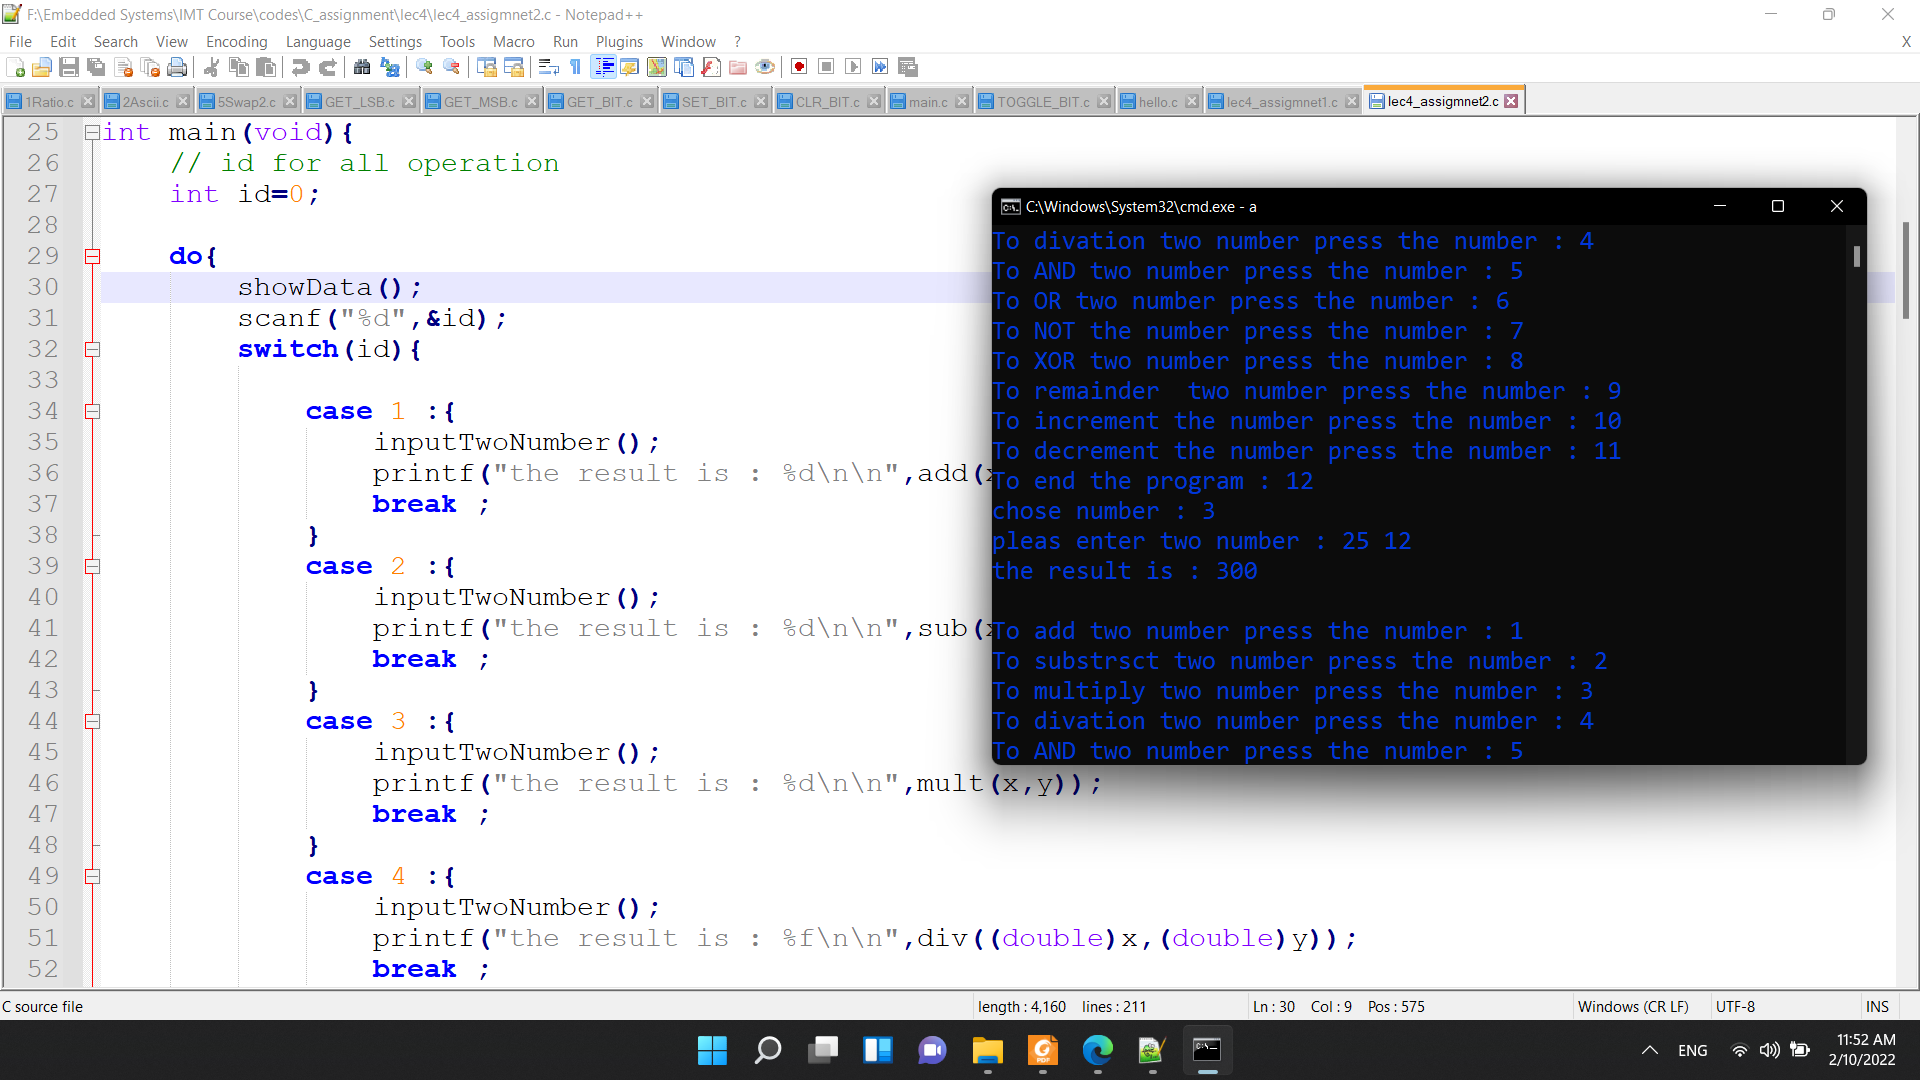 F:\Embedded Systems\IMT Course\codes\C_assignment\lec4\lec4_assigmnet2.c - Notepad++
File Edit Search View Encoding Language Settings Tools Macro Run Plugins Window ? X
1Ratio.c 2Ascii.c 5Swap2.c GET_LSB.c GET_MSB.c GET_BIT.c SET_BIT.c CLR_BIT.c main.c TOGGLE_BIT.c hello.c lec4_assigmnet1.c lec4_assigmnet2.c
25 int main(void){
26 // id for all operation
27 int id=0;
28
29 do{
30 showData();
31 scanf("%d",&id);
32 switch(id){
33
34 case 1 :{
35 inputTwoNumber();
36 printf("the result is : %d\n\n",add(x
37 break ;
38 }
39 case 2 :{
40 inputTwoNumber();
41 printf("the result is : %d\n\n",sub(x
42 break ;
43 }
44 case 3 :{
45 inputTwoNumber();
46 printf("the result is : %d\n\n",mult(x,y));
47 break ;
48 }
49 case 4 :{
50 inputTwoNumber();
51 printf("the result is : %f\n\n",div((double)x,(double)y));
52 break ;
C:\Windows\System32\cmd.exe - a
To divation two number press the number : 4
To AND two number press the number : 5
To OR two number press the number : 6
To NOT the number press the number : 7
To XOR two number press the number : 8
To remainder  two number press the number : 9
To increment the number press the number : 10
To decrement the number press the number : 11
To end the program : 12
chose number : 3
pleas enter two number : 25 12
the result is : 300
To add two number press the number : 1
To substrsct two number press the number : 2
To multiply two number press the number : 3
To divation two number press the number : 4
To AND two number press the number : 5
C source file length : 4,160 lines : 211 Ln : 30 Col : 9 Pos : 575 Windows (CR LF) UTF-8 INS
ENG
11:52 AM
2/10/2022